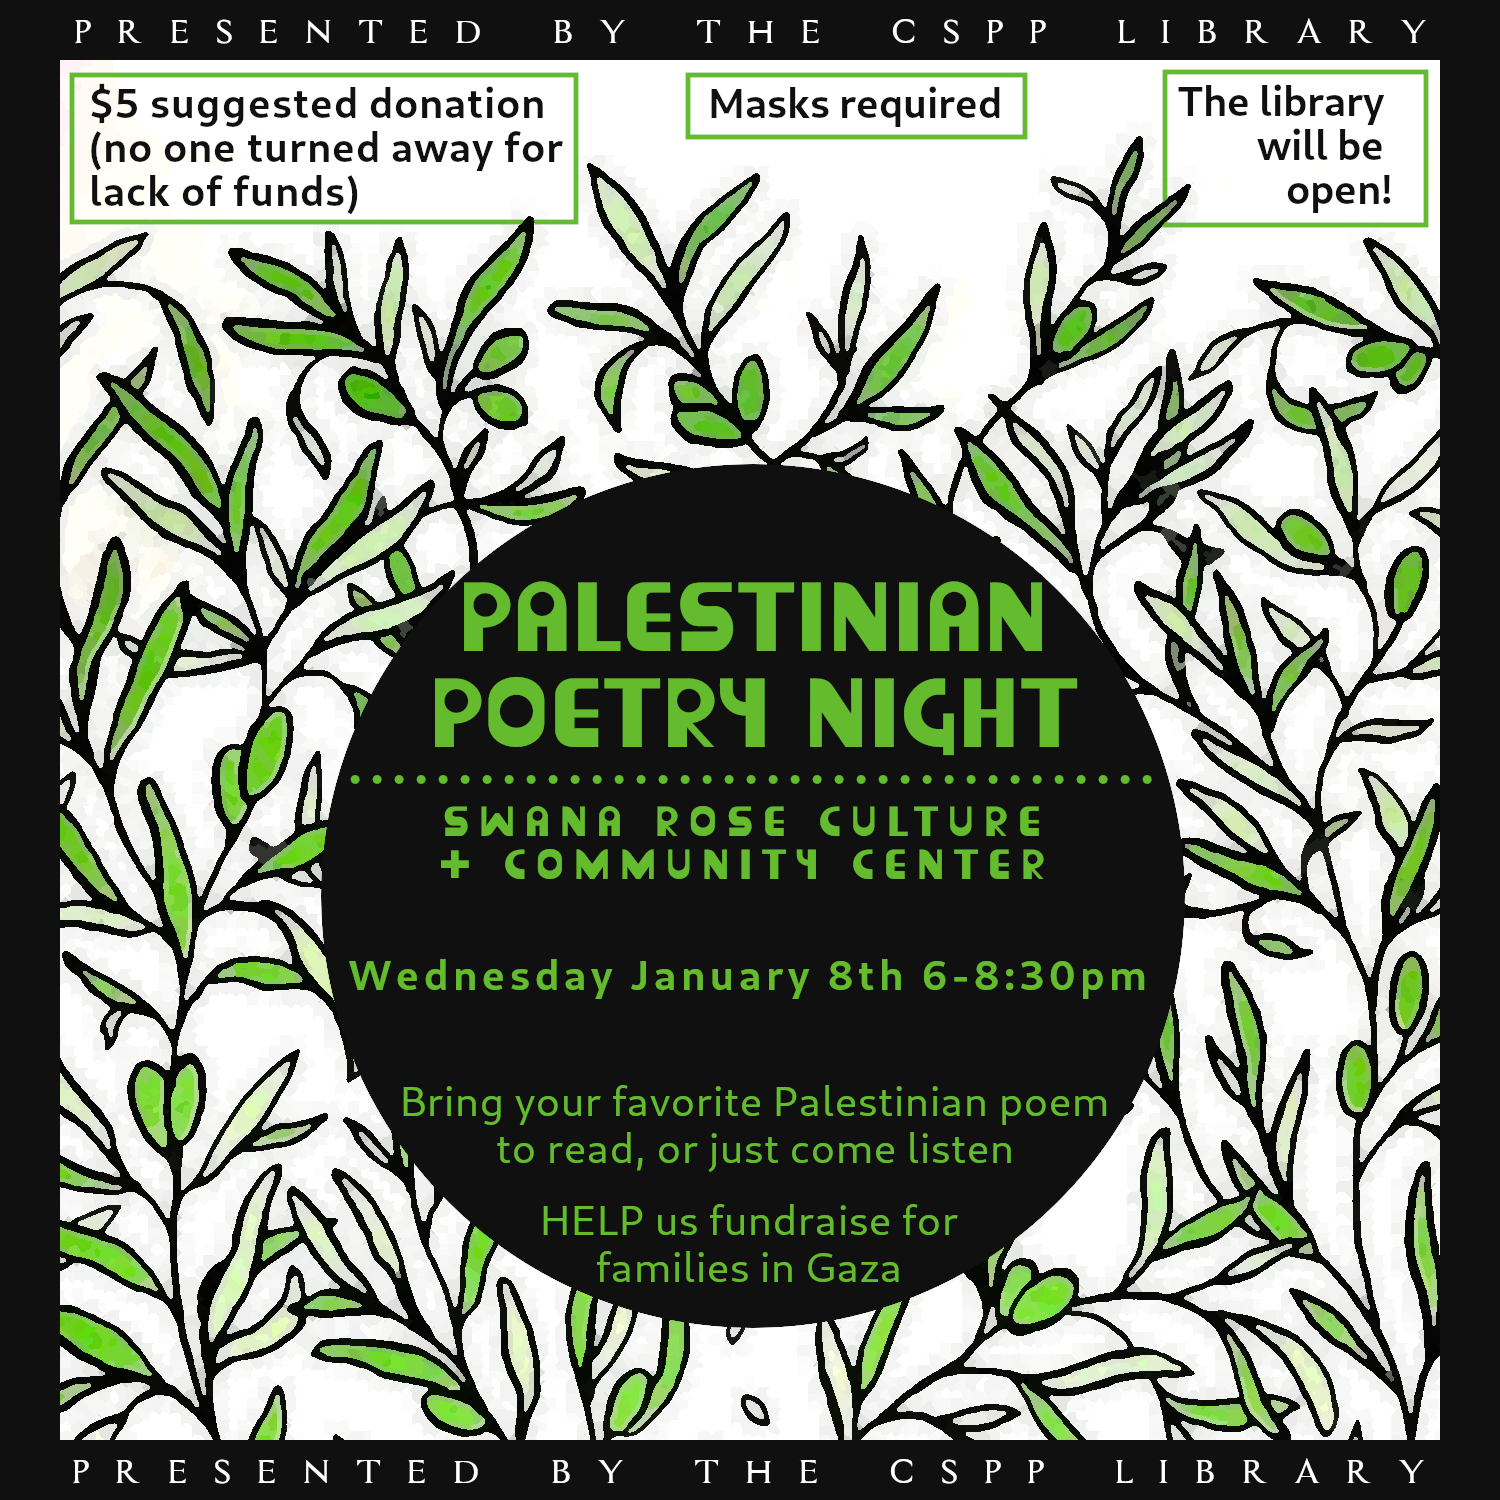 PRESENTED BY THE CSPP LIBRARY
$5 suggested donation
(no one turned away for
lack of funds)
Masks required
The library
will be
open!
PALESTINIAN
POETRY NIGHT
SWANA ROSE CULTURE
+ COMMUNITY CENTER
Wednesday January 8th 6-8:30pm
Bring your favorite Palestinian poem
to read, or just come listen
HELP us fundraise for
families in Gaza
PRESENTED BY THE CSPP LIBRARY